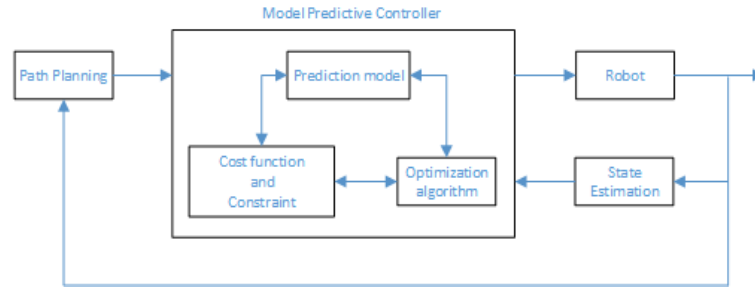 Model Predictive Controller
Path Planning
Prediction model
Robot
Cost function
and
Constraint
Optimization
algorithm
State
Estimation